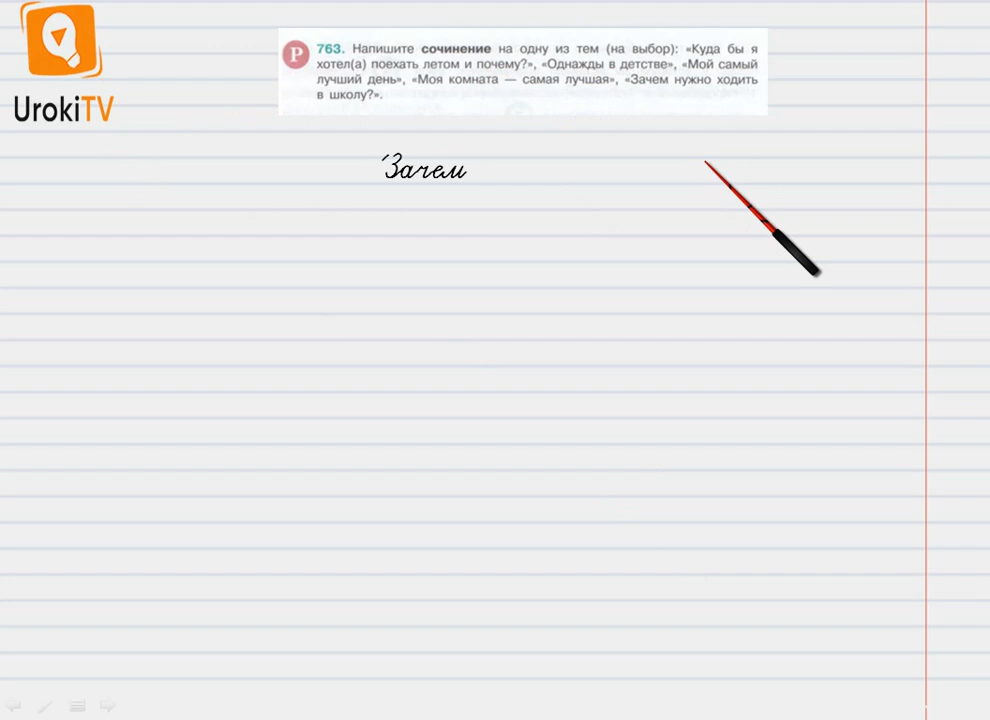 UrokiTV
Р 763. Напишите сочинение на одну из тем (на выбор): «Куда бы я
хотел(а) поехать летом и почему?», «Однажды в детстве», «Мой самый
лучший день», «Моя комната — самая лучшая», «Зачем нужно ходить
в школу?».
Зачем